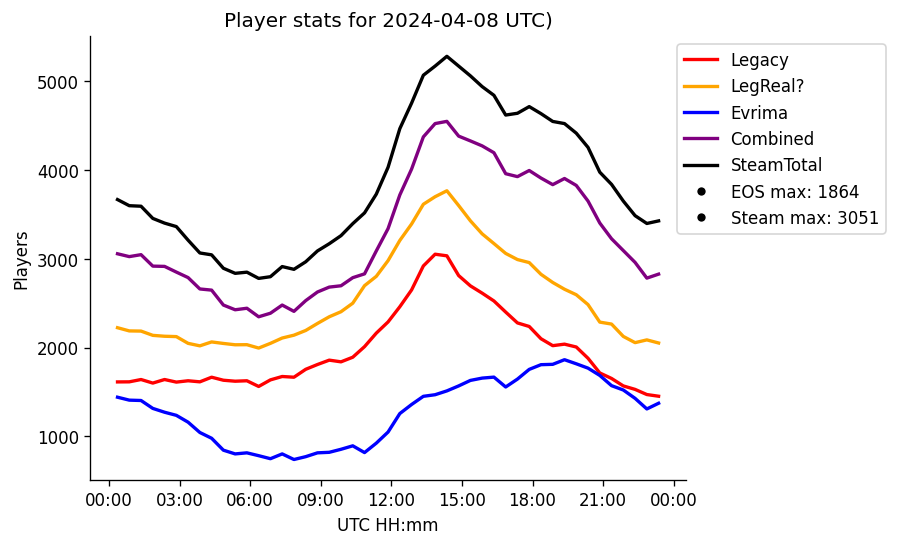 Player stats for 2024-04-08 UTC)
Players
5000
4000
3000
2000
1000
00:00 03:00 06:00 09:00 12:00 15:00 18:00 21:00 00:00
UTC HH:mm
Legacy
LegReal?
Evrima
Combined
SteamTotal
EOS max: 1864
Steam max: 3051